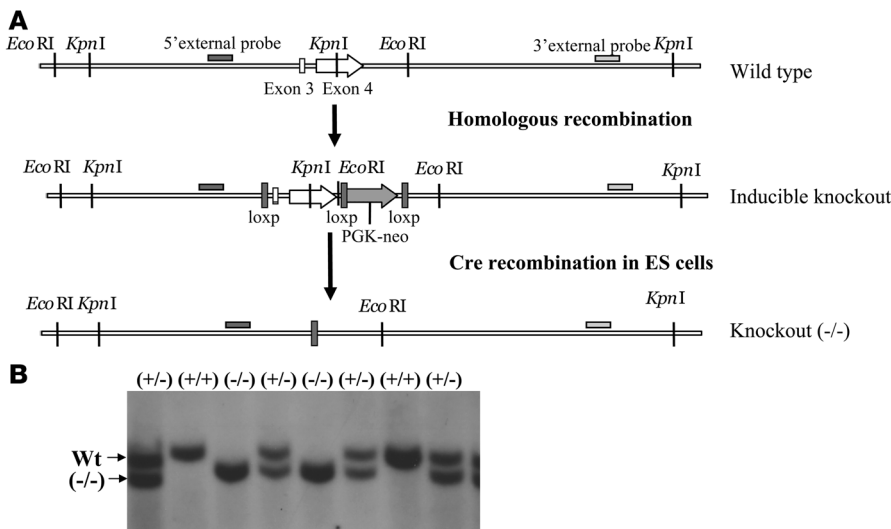 A
EcoRI KpnI 5'external probe KpnI EcoRI 3'external probe KpnI
Exon 3 Exon 4
Wild type
Homologous recombination
EcoRI KpnI KpnI EcoRI EcoRI KpnI
loxp loxp loxp
PGK-neo
Inducible knockout
Cre recombination in ES cells
EcoRI KpnI EcoRI KpnI
Knockout (-/-)
B
(+/-) (+/+) (-/-) (+/-) (-/-) (+/-) (+/+) (+/-)
Wt
(-/-)